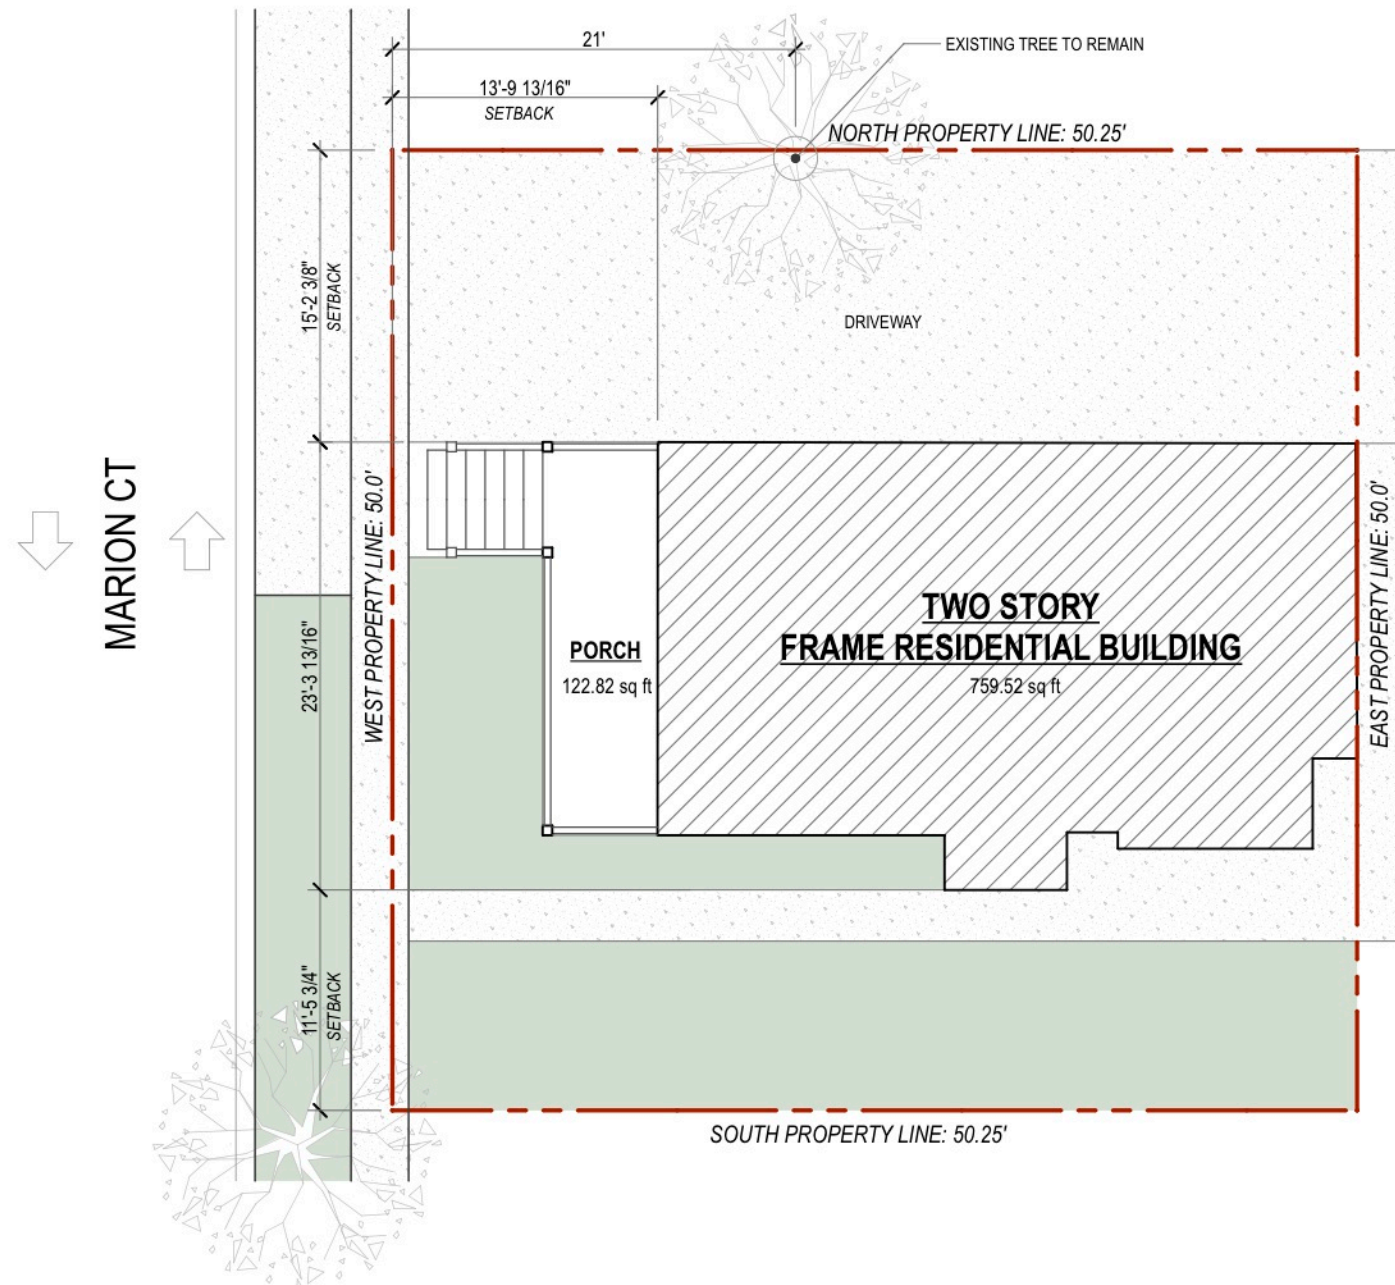 21'
EXISTING TREE TO REMAIN
13'-9 13/16"
SETBACK
NORTH PROPERTY LINE: 50.25'
15'-2 3/8"
SETBACK
DRIVEWAY
MARION CT
WEST PROPERTY LINE: 50.0'
EAST PROPERTY LINE: 50.0'
TWO STORY
FRAME RESIDENTIAL BUILDING
759.52 sq ft
PORCH
122.82 sq ft
23'-3 13/16"
11'-5 3/4"
SETBACK
SOUTH PROPERTY LINE: 50.25'